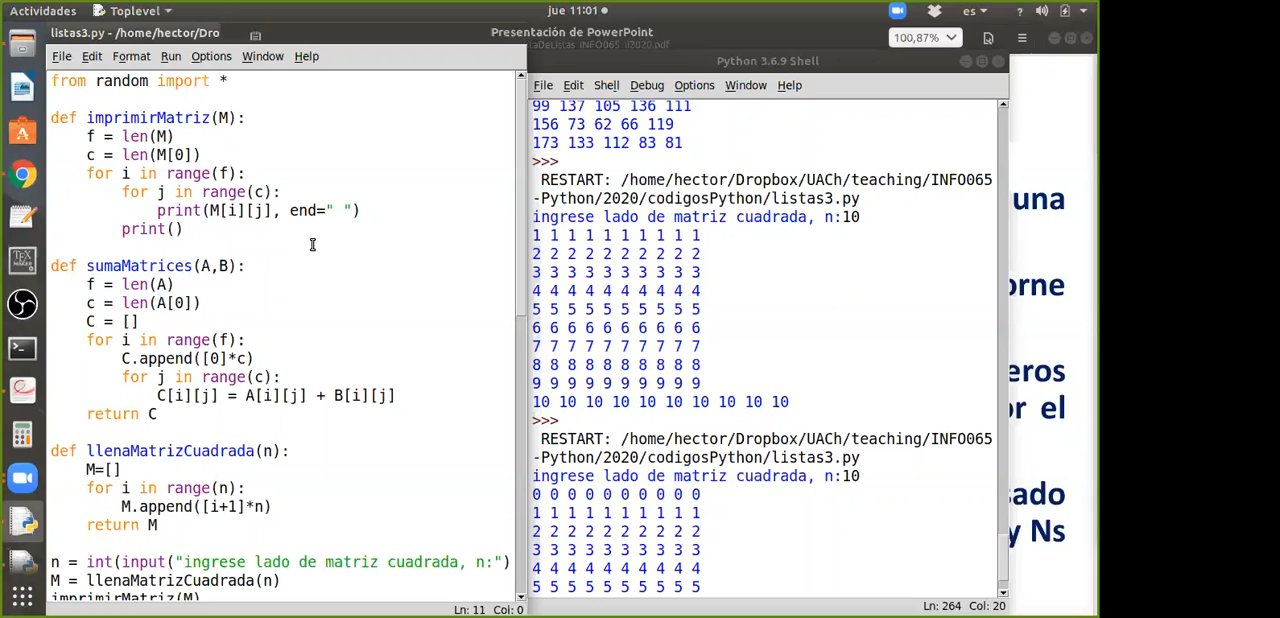 Actividades Toplevel jue 11:01 es
listas3.py - /home/hector/Dro
File Edit Format Run Options Window Help
from random import *
def imprimirMatriz(M):
f = len(M)
c = len(M[0])
for i in range(f):
for j in range(c):
print(M[i][j], end=" ")
print()
def sumaMatrices(A,B):
f = len(A)
c = len(A[0])
C = []
for i in range(f):
C.append([0]*c)
for j in range(c):
C[i][j] = A[i][j] + B[i][j]
return C
def llenaMatrizCuadrada(n):
M=[]
for i in range(n):
M.append([i+1]*n)
return M
n = int(input("ingrese lado de matriz cuadrada, n:")
M = llenaMatrizCuadrada(n)
imprimirMatriz(M)
Ln: 11 Col: 0
Presentación de PowerPoint
aDeListas_INFO065_ii2020.pdf
100,87%
Python 3.6.9 Shell
File Edit Shell Debug Options Window Help
99 137 105 136 111
156 73 62 66 119
173 133 112 83 81
>>>
RESTART: /home/hector/Dropbox/UACh/teaching/INFO065
-Python/2020/codigosPython/listas3.py
ingrese lado de matriz cuadrada, n:10
1 1 1 1 1 1 1 1 1 1
2 2 2 2 2 2 2 2 2 2
3 3 3 3 3 3 3 3 3 3
4 4 4 4 4 4 4 4 4 4
5 5 5 5 5 5 5 5 5 5
6 6 6 6 6 6 6 6 6 6
7 7 7 7 7 7 7 7 7 7
8 8 8 8 8 8 8 8 8 8
9 9 9 9 9 9 9 9 9 9
10 10 10 10 10 10 10 10 10 10
>>>
RESTART: /home/hector/Dropbox/UACh/teaching/INFO065
-Python/2020/codigosPython/listas3.py
ingrese lado de matriz cuadrada, n:10
0 0 0 0 0 0 0 0 0 0
1 1 1 1 1 1 1 1 1 1
2 2 2 2 2 2 2 2 2 2
3 3 3 3 3 3 3 3 3 3
4 4 4 4 4 4 4 4 4 4
5 5 5 5 5 5 5 5 5 5
Ln: 264 Col: 20
una
orne
eros
or el
sado
y Ns